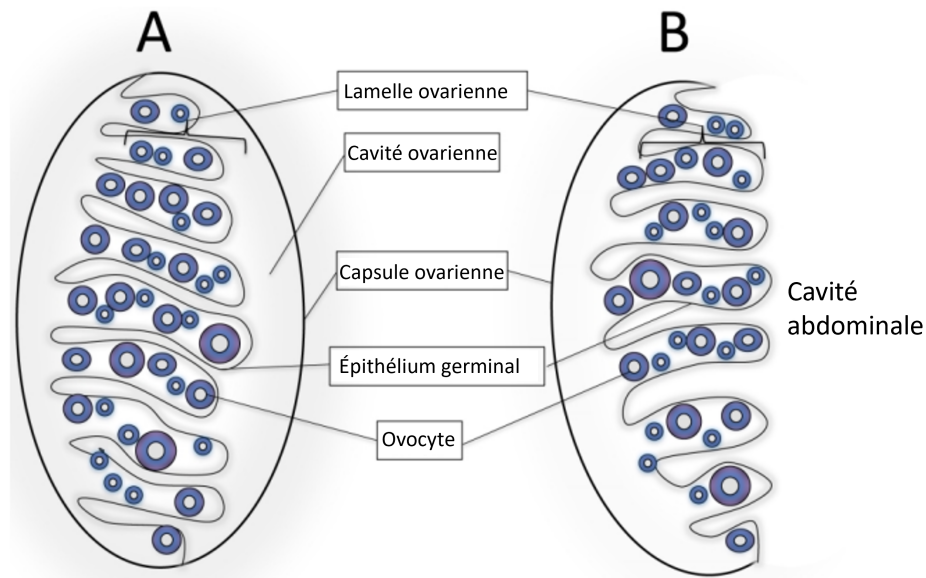 A
B
Lamelle ovarienne
Cavité ovarienne
Capsule ovarienne
Cavité
abdominale
Épithélium germinal
Ovocyte